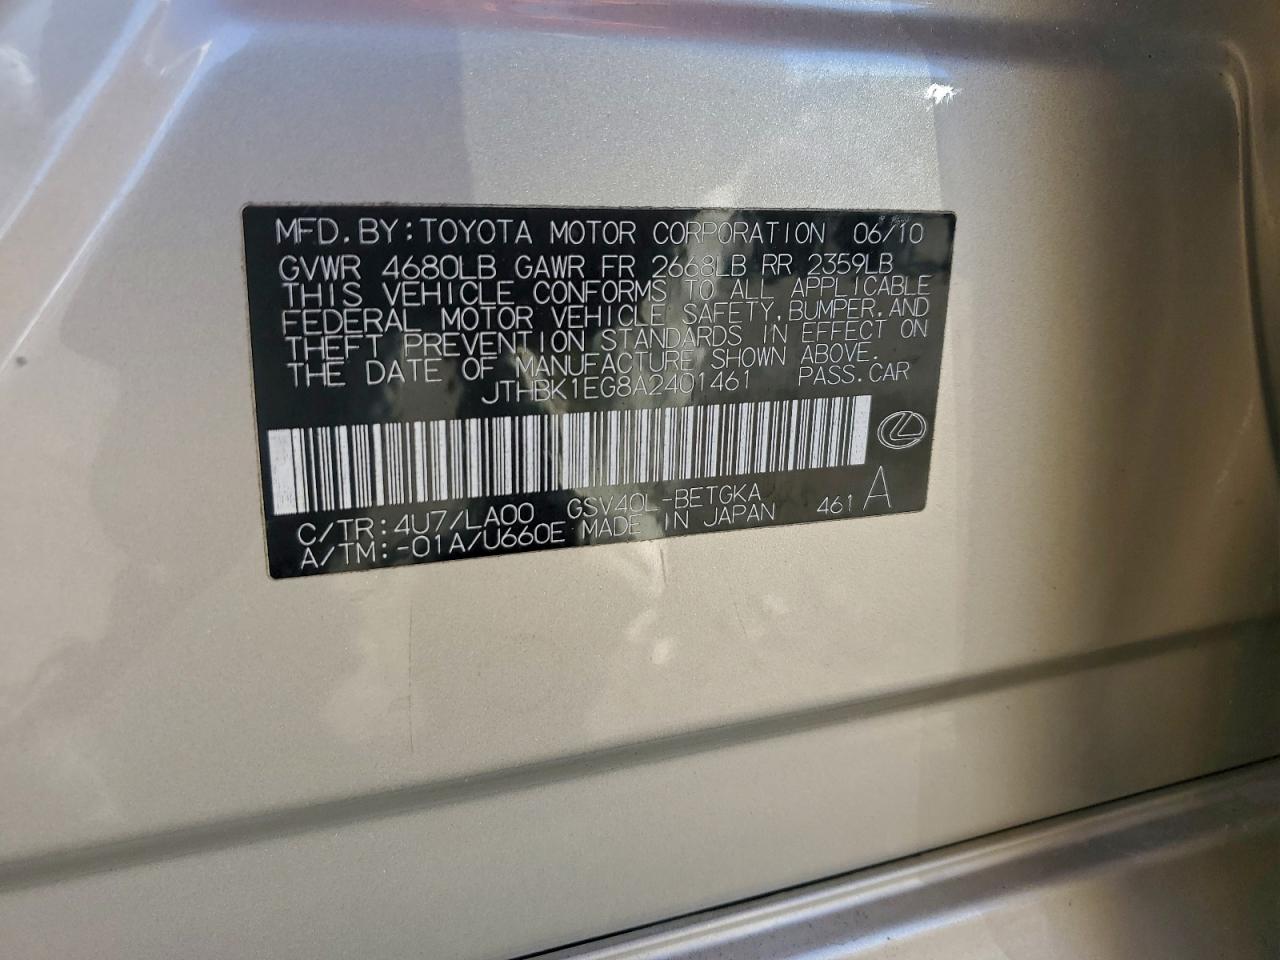 MFD.BY:TOYOTA MOTOR CORPORATION 06/10
GVWR 4680LB GAWR FR 2668LB RR 2359LB
THIS VEHICLE CONFORMS TO ALL APPLICABLE
FEDERAL MOTOR VEHICLE SAFETY,BUMPER,AND
THEFT PREVENTION STANDARDS IN EFFECT ON
THE DATE OF MANUFACTURE SHOWN ABOVE.
JTHBK1EG8A2401461 PASS.CAR
C/TR:4U7/LA00 GSV40L-BETGKA 461 A
A/TM:-01A/U660E MADE IN JAPAN